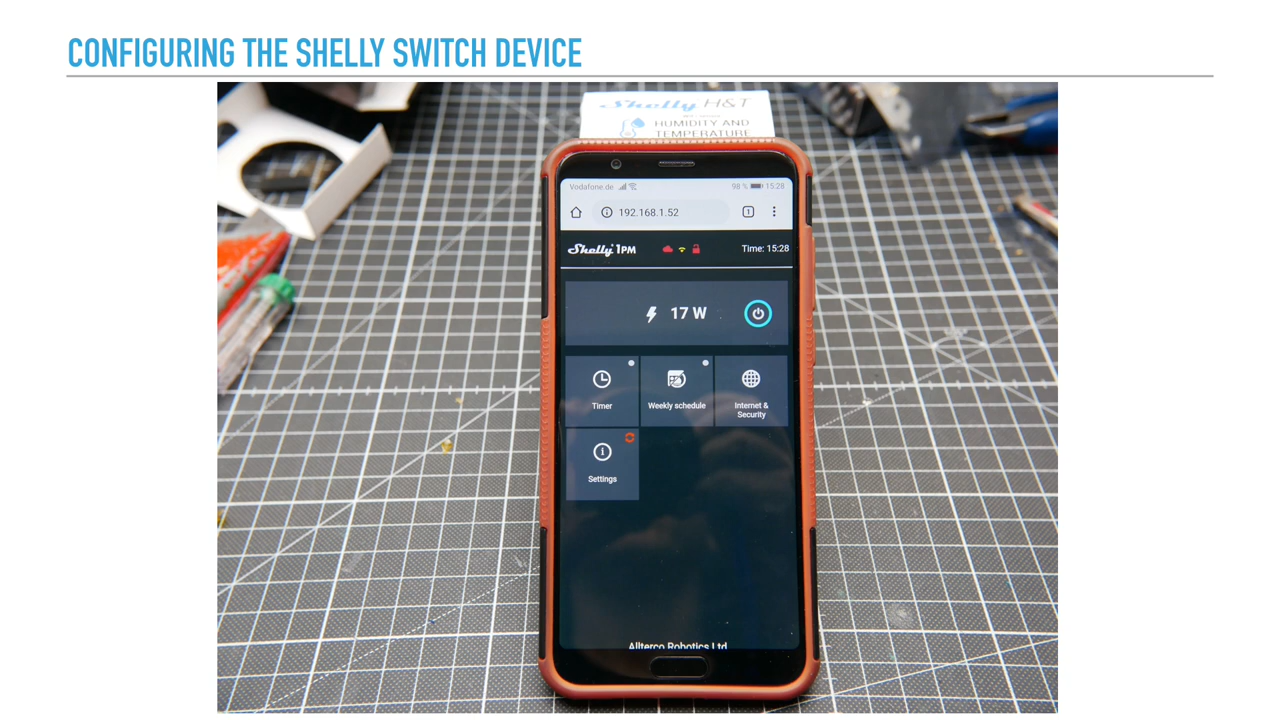 CONFIGURING THE SHELLY SWITCH DEVICE
Shelly H&T
HUMIDITY AND
TEMPERATURE
Vodafone.de 98 % 15:28
192.168.1.52 1
Shelly 1PM Time: 15:28
17 W
Timer
Weekly schedule
Internet &
Security
Settings
Allterco Robotics Ltd